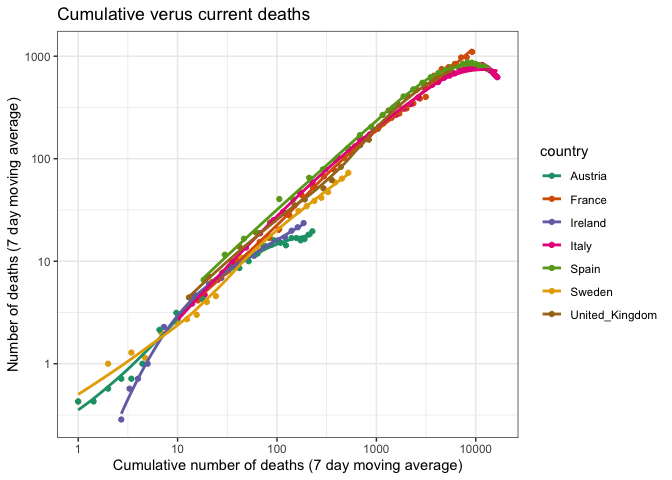 Cumulative verus current deaths
Number of deaths (7 day moving average)
1000
100
10
1
1
10
100
1000
10000
Cumulative number of deaths (7 day moving average)
country
Austria
France
Ireland
Italy
Spain
Sweden
United_Kingdom